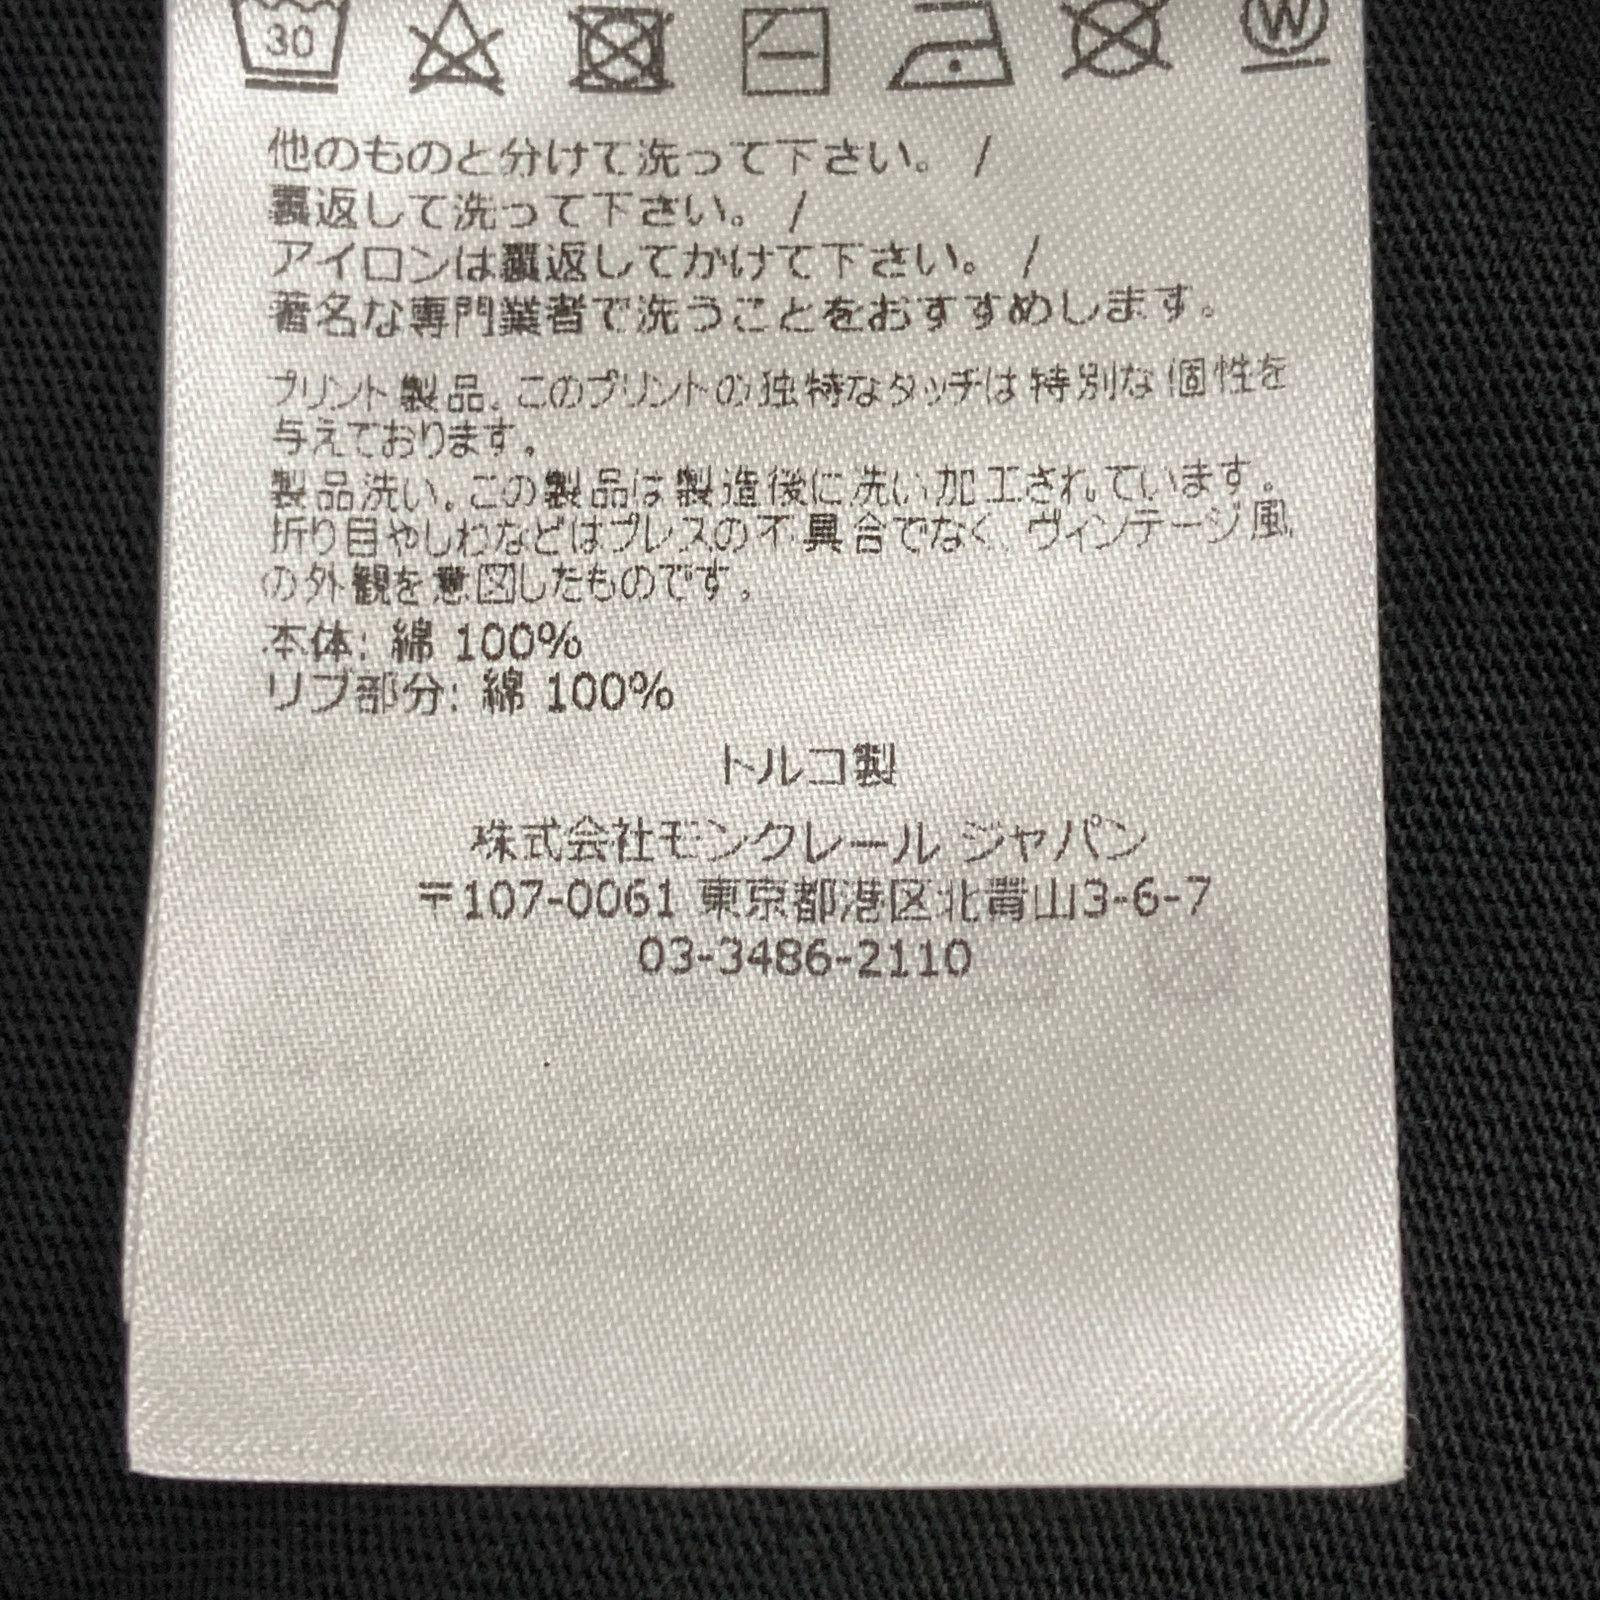 30
W
他のものと分けて洗って下さい。 /
裏返して洗って下さい。 /
アイロンは裏返してかけて下さい。 /
著名な専門業者で洗うことをおすすめします。
プリント製品。このプリントの独特なタッチは特別な個性を
与えております。
製品洗い。この製品は製造後に洗い加工されています。
折り目やしわなどはプレスの不具合でなく、ヴィンテージ風
の外観を意図したものです。
本体: 綿 100%
リブ部分: 綿 100%
トルコ製
株式会社モンクレール ジャパン
〒107-0061 東京都港区北青山3-6-7
03-3486-2110